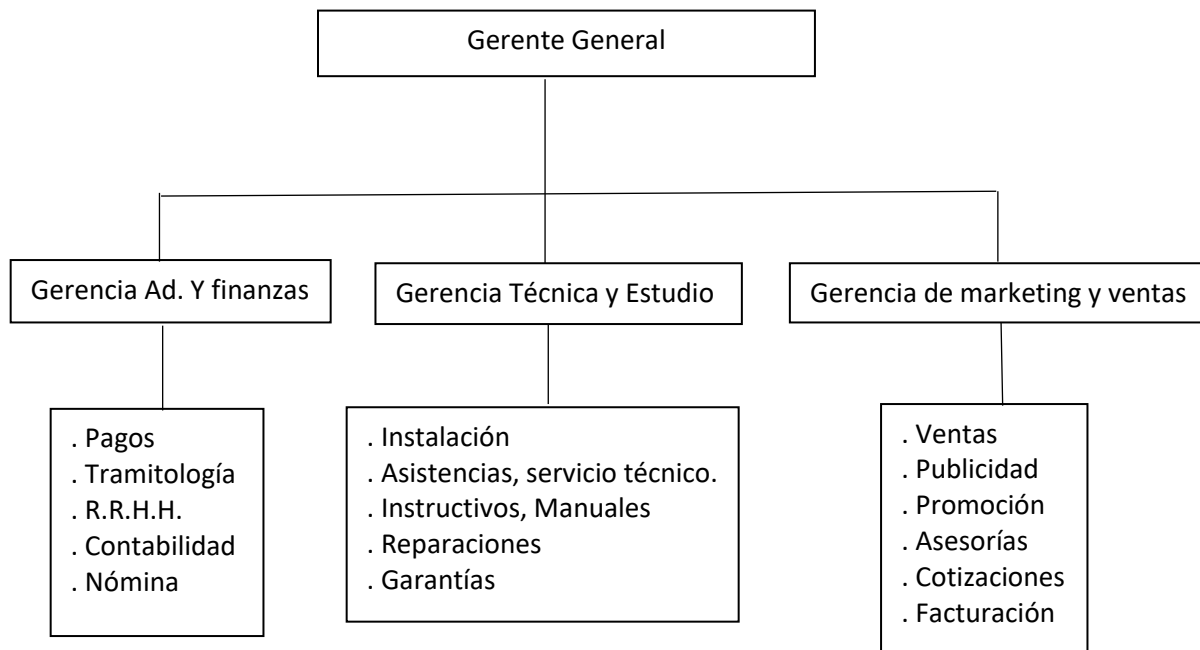 Gerente General
Gerencia Ad. Y finanzas
Gerencia Técnica y Estudio
Gerencia de marketing y ventas
. Pagos
. Tramitología
. R.R.H.H.
. Contabilidad
. Nómina
. Instalación
. Asistencias, servicio técnico.
. Instructivos, Manuales
. Reparaciones
. Garantías
. Ventas
. Publicidad
. Promoción
. Asesorías
. Cotizaciones
. Facturación